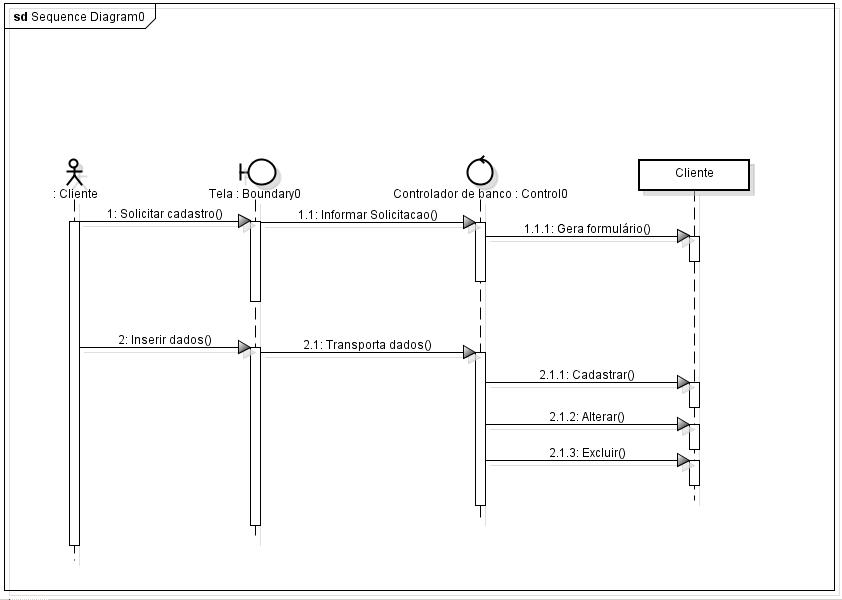 sd Sequence Diagram0
: Cliente
Tela : Boundary0
Controlador de banco : Control0
Cliente
1: Solicitar cadastro()
1.1: Informar Solicitacao()
1.1.1: Gera formulário()
2: Inserir dados()
2.1: Transporta dados()
2.1.1: Cadastrar()
2.1.2: Alterar()
2.1.3: Excluir()